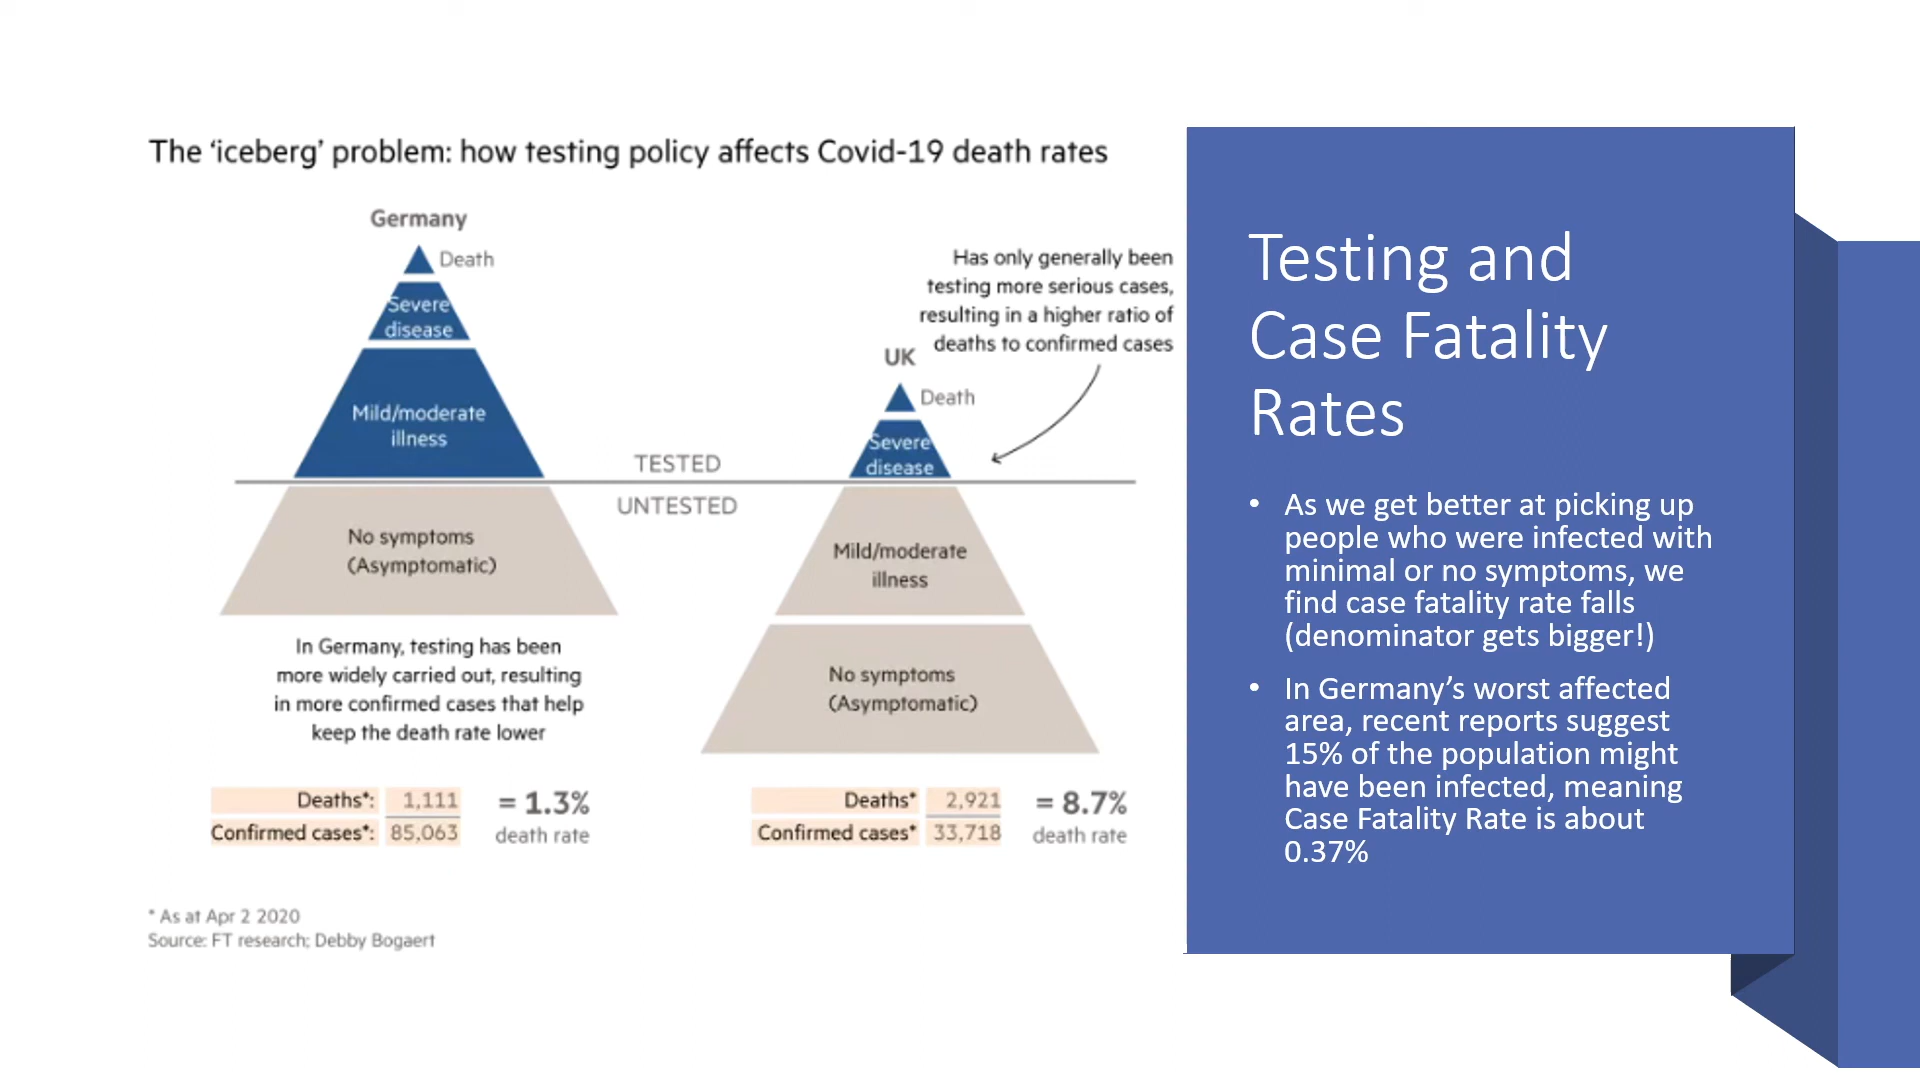 The ‘iceberg’ problem: how testing policy affects Covid-19 death rates
Germany
Death
Severe
disease
Mild/moderate
illness
No symptoms
(Asymptomatic)
In Germany, testing has been
more widely carried out, resulting
in more confirmed cases that help
keep the death rate lower
Deaths*: 1,111
Confirmed cases*: 85,063
= 1.3%
death rate
TESTED
UNTESTED
Has only generally been
testing more serious cases,
resulting in a higher ratio of
deaths to confirmed cases
UK
Death
Severe
disease
Mild/moderate
illness
No symptoms
(Asymptomatic)
Deaths* 2,921
Confirmed cases* 33,718
= 8.7%
death rate
* As at Apr 2 2020
Source: FT research; Debby Bogaert
Testing and
Case Fatality
Rates
• As we get better at picking up
people who were infected with
minimal or no symptoms, we
find case fatality rate falls
(denominator gets bigger!)
• In Germany’s worst affected
area, recent reports suggest
15% of the population might
have been infected, meaning
Case Fatality Rate is about
0.37%